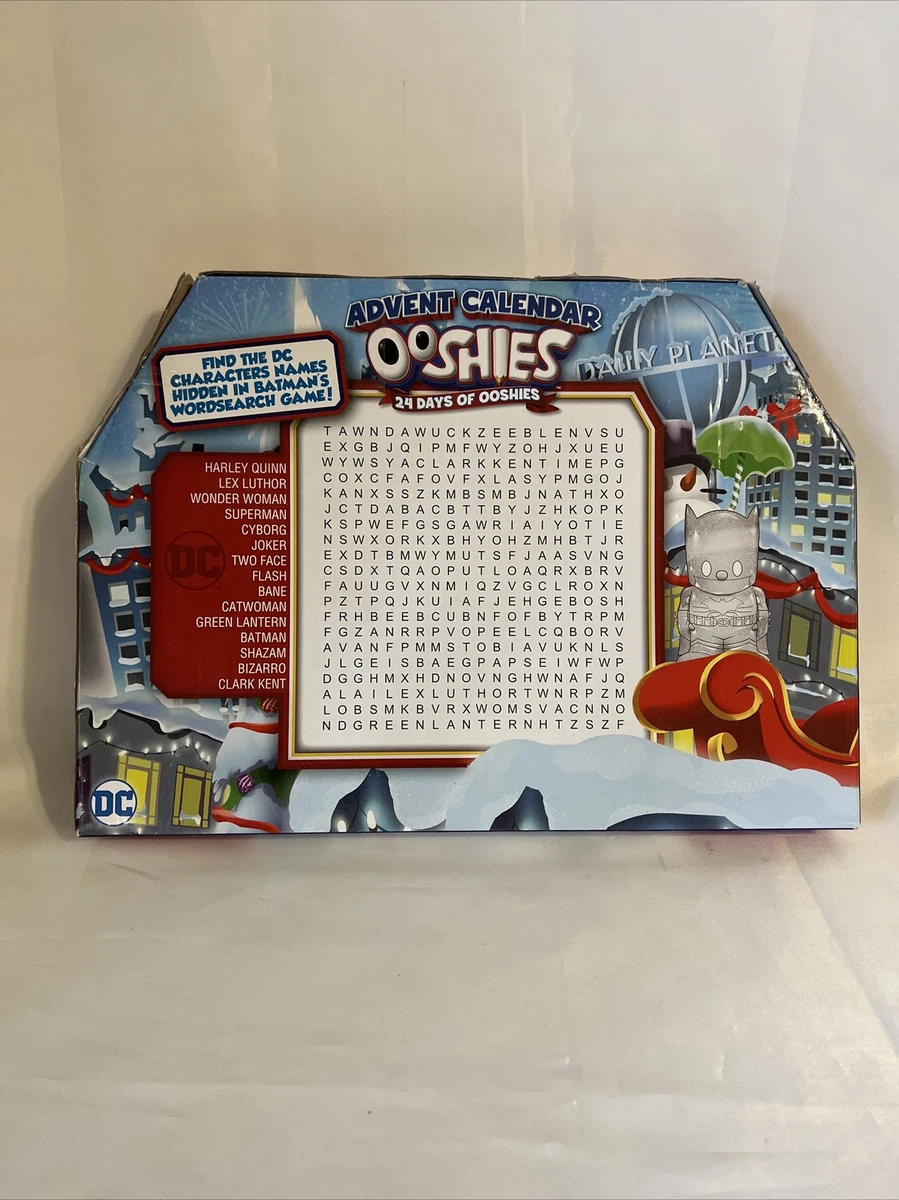 ADVENT CALENDAR
OOSHIES
24 DAYS OF OOSHIES
DAILY PLANET
FIND THE DC
CHARACTERS NAMES
HIDDEN IN BATMAN'S
WORDSEARCH GAME!
HARLEY QUINN
LEX LUTHOR
WONDER WOMAN
SUPERMAN
CYBORG
JOKER
TWO FACE
FLASH
BANE
CATWOMAN
GREEN LANTERN
BATMAN
SHAZAM
BIZARRO
CLARK KENT
DC
T A W N D A W U C K Z E E B L E N V S U
E X G B J Q I P M F W Y Z O H J X U E U
W Y W S Y A C L A R K K E N T I M E P G
C O X C F A F O V F X L A S Y P M G O J
K A N X S S Z K M B S M B J N A T H X O
J C T D A B A C B T T B Y J Z H K O P K
K S P W E F G S G A W R I A I Y O T I E
N S W X O R K X B H Y O H Z M H B T J R
E X D T B M W Y M U T S F J A A S V N G
C S D X T Q A O P U T L O A Q R X B R V
F A U U G V X N M I Q Z V G C L R O X N
P Z T P Q J K U I A F J E H G E B O S H
F R H B E E B C U B N F O F B Y T R P M
F G Z A N R R P V O P E E L C Q B O R V
A V A N F P M M S T O B I A V U K N L S
J L G E I S B A E G P A P S E I W F W P
D G G H M X H D N O V N G H W N A F J Q
A L A I L E X L U T H O R T W N R P Z M
L O B S M K B V R X W O M S V A C N N O
N D G R E E N L A N T E R N H T Z S Z F
DC